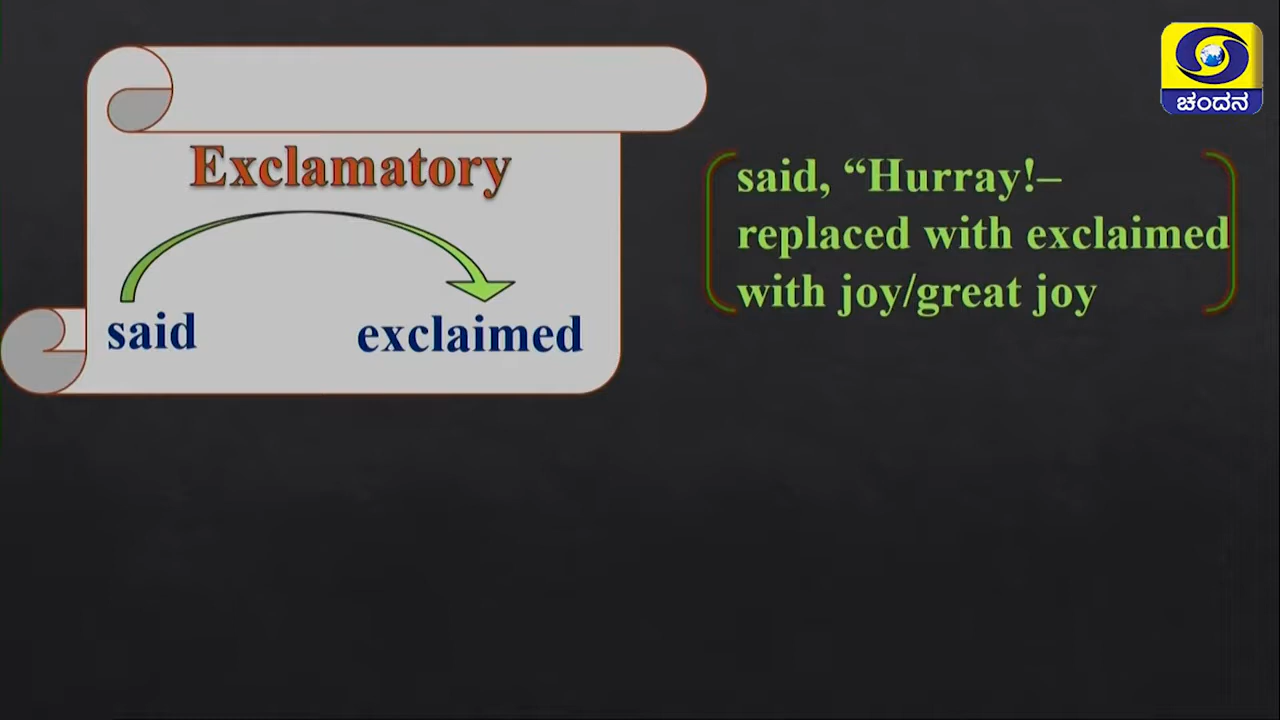 ಚಂದನ
Exclamatory
said exclaimed
said, “Hurray!–
replaced with exclaimed
with joy/great joy